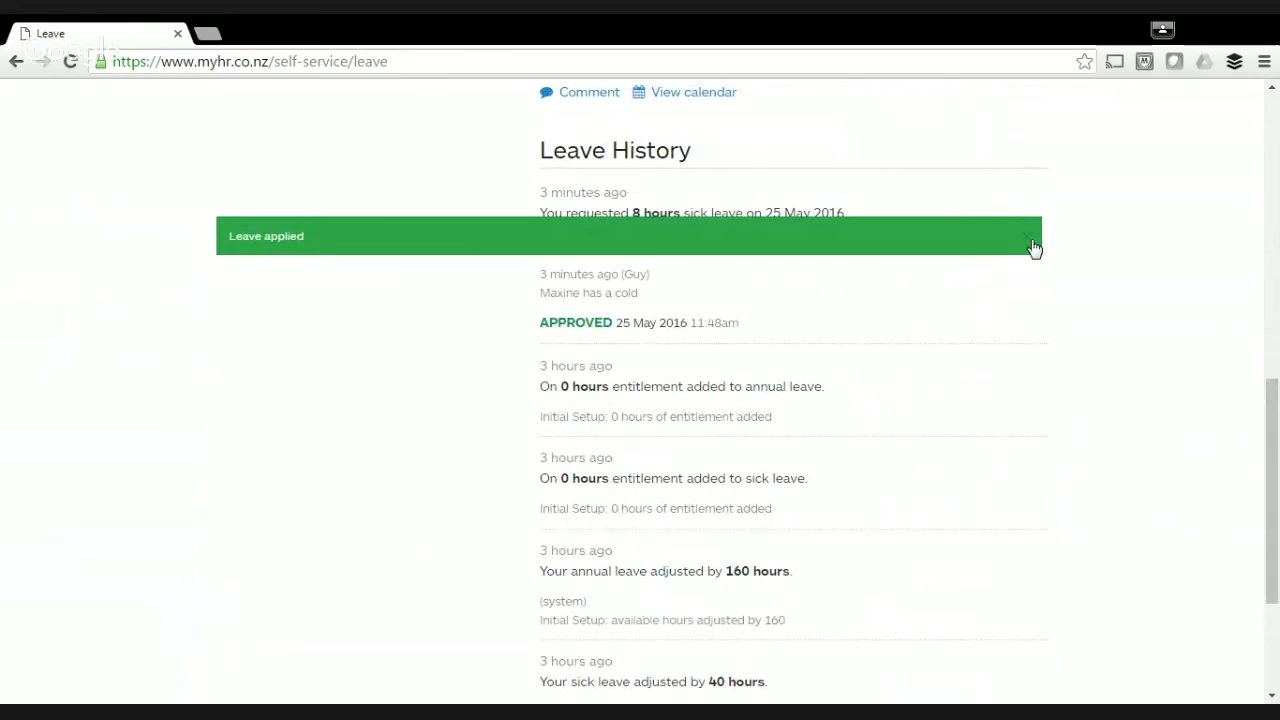 Leave
Google
https://www.myhr.co.nz/self-service/leave
Comment View calendar
Leave History
3 minutes ago
You requested 8 hours sick leave on 25 May 2016
Leave applied
3 minutes ago (Guy)
Maxine has a cold
APPROVED 25 May 2016 11:48am
3 hours ago
On 0 hours entitlement added to annual leave.
Initial Setup: 0 hours of entitlement added
3 hours ago
On 0 hours entitlement added to sick leave.
Initial Setup: 0 hours of entitlement added
3 hours ago
Your annual leave adjusted by 160 hours.
(system)
Initial Setup: available hours adjusted by 160
3 hours ago
Your sick leave adjusted by 40 hours.